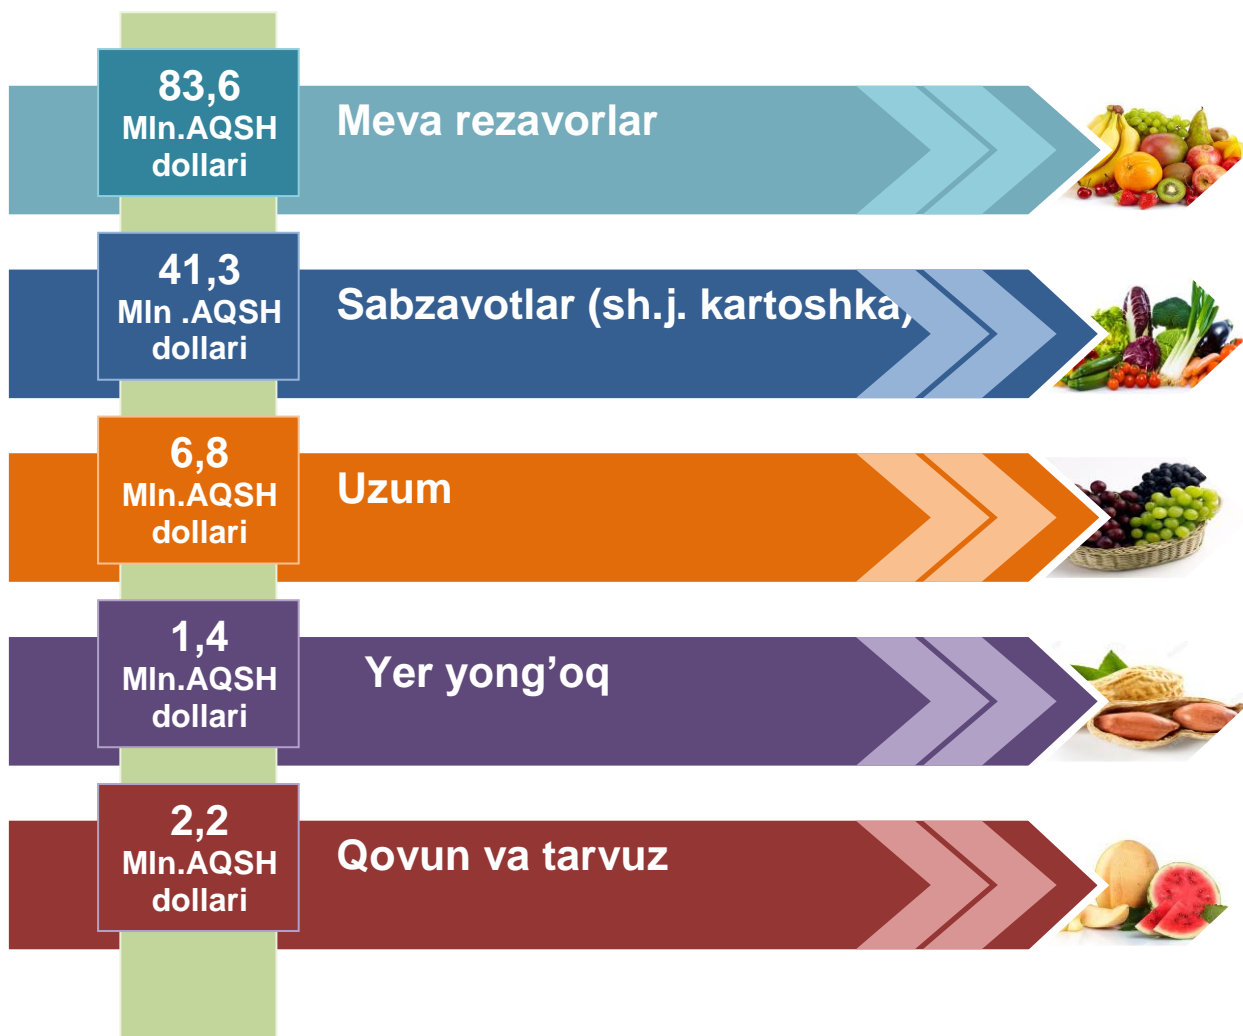 83,6
Mln.AQSH
dollari
Meva rezavorlar
41,3
Mln .AQSH
dollari
Sabzavotlar (sh.j. kartoshka)
6,8
Mln.AQSH
dollari
Uzum
1,4
Mln.AQSH
dollari
Yer yong’oq
2,2
Mln.AQSH
dollari
Qovun va tarvuz